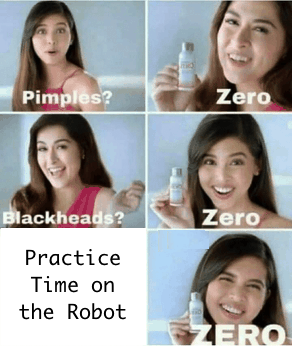 Pimples?
Zero
Blackheads?
Zero
Practice
Time on
the Robot
ZERO